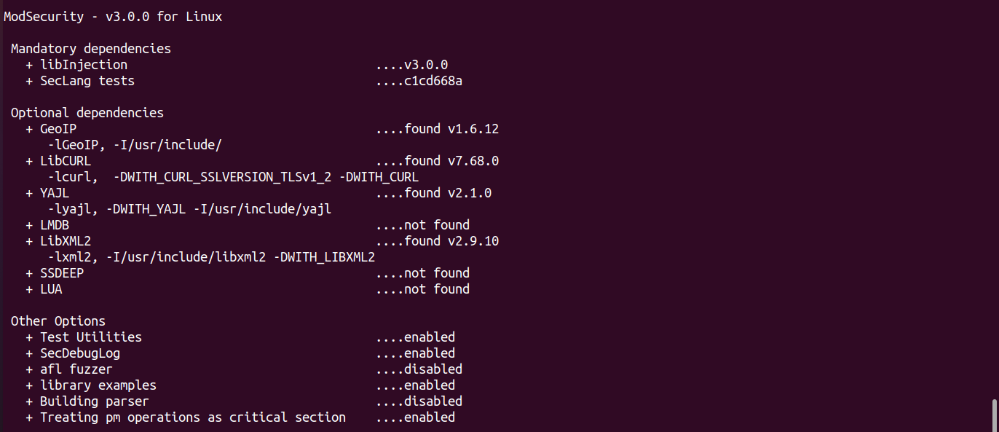 ModSecurity - v3.0.0 for Linux
Mandatory dependencies
+ libInjection ....v3.0.0
+ SecLang tests ....c1cd668a
Optional dependencies
+ GeoIP ....found v1.6.12
-lGeoIP, -I/usr/include/
+ LibCURL ....found v7.68.0
-lcurl,  -DWITH_CURL_SSLVERSION_TLSv1_2 -DWITH_CURL
+ YAJL ....found v2.1.0
-lyajl, -DWITH_YAJL -I/usr/include/yajl
+ LMDB ....not found
+ LibXML2 ....found v2.9.10
-lxml2, -I/usr/include/libxml2 -DWITH_LIBXML2
+ SSDEEP ....not found
+ LUA ....not found
Other Options
+ Test Utilities ....enabled
+ SecDebugLog ....enabled
+ afl fuzzer ....disabled
+ library examples ....enabled
+ Building parser ....disabled
+ Treating pm operations as critical section ....enabled